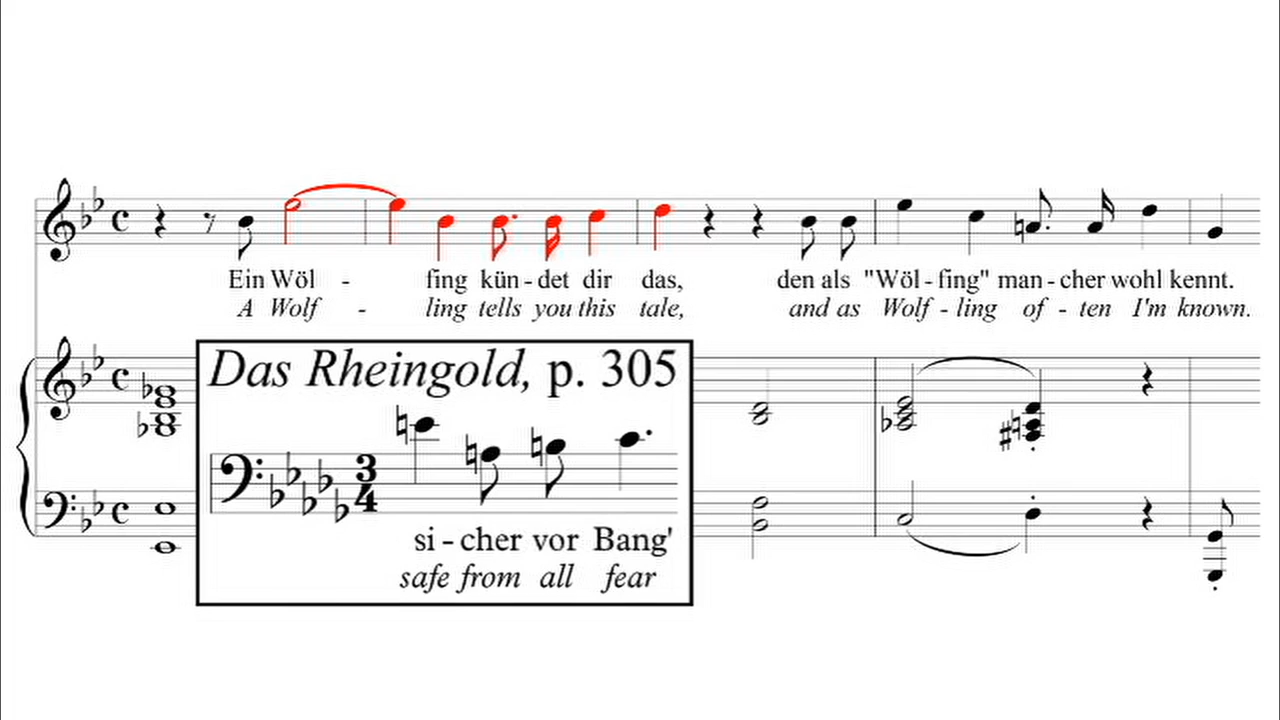 Ein Wöl - fing kün - det dir das, den als "Wöl - fing" man - cher wohl kennt.
A Wolf - ling tells you this tale, and as Wolf - ling of - ten I'm known.
Das Rheingold, p. 305
3
4
si - cher vor Bang'
safe from all fear